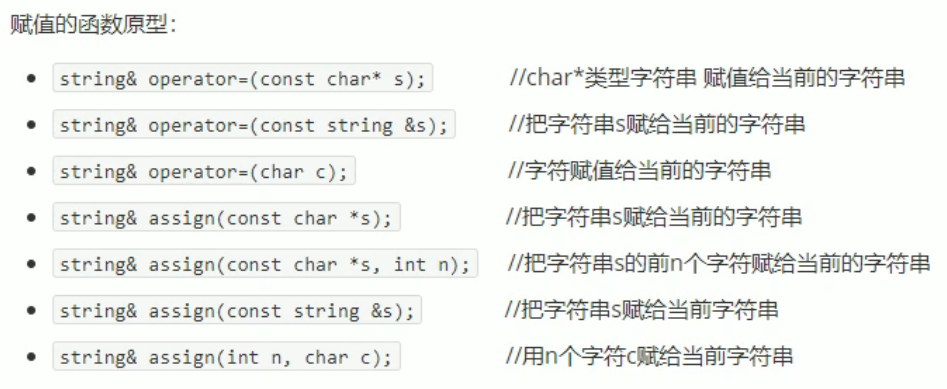 赋值的函数原型：
• string& operator=(const char* s); //char*类型字符串 赋值给当前的字符串
• string& operator=(const string &s); //把字符串s赋给当前的字符串
• string& operator=(char c); //字符赋值给当前的字符串
• string& assign(const char *s); //把字符串s赋给当前的字符串
• string& assign(const char *s, int n); //把字符串s的前n个字符赋给当前的字符串
• string& assign(const string &s); //把字符串s赋给当前字符串
• string& assign(int n, char c); //用n个字符c赋给当前字符串